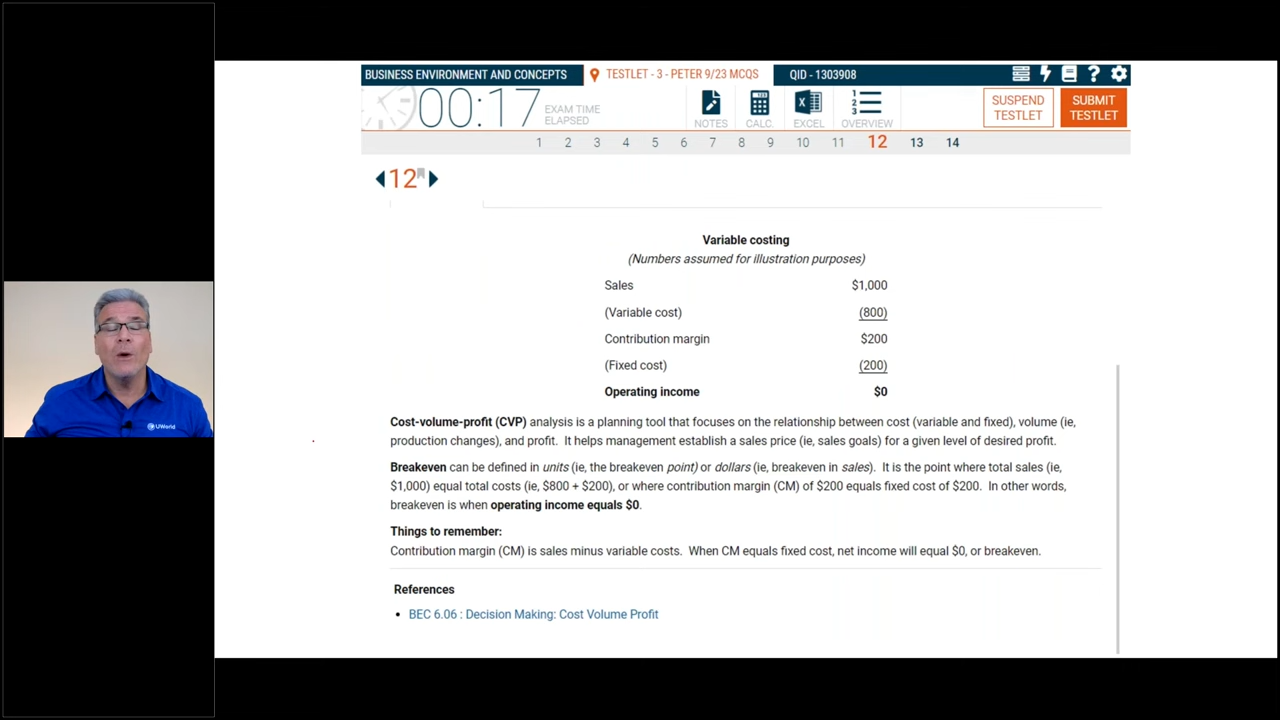 BUSINESS ENVIRONMENT AND CONCEPTS TESTLET - 3 - PETER 9/23 MCQS QID - 1303908
00:17 EXAM TIME ELAPSED
NOTES CALC. EXCEL OVERVIEW
SUSPEND TESTLET SUBMIT TESTLET
1 2 3 4 5 6 7 8 9 10 11 12 13 14
12
Variable costing
(Numbers assumed for illustration purposes)
Sales $1,000
(Variable cost) (800)
Contribution margin $200
(Fixed cost) (200)
Operating income $0
Cost-volume-profit (CVP) analysis is a planning tool that focuses on the relationship between cost (variable and fixed), volume (ie,
production changes), and profit. It helps management establish a sales price (ie, sales goals) for a given level of desired profit.
Breakeven can be defined in units (ie, the breakeven point) or dollars (ie, breakeven in sales). It is the point where total sales (ie,
$1,000) equal total costs (ie, $800 + $200), or where contribution margin (CM) of $200 equals fixed cost of $200. In other words,
breakeven is when operating income equals $0.
Things to remember:
Contribution margin (CM) is sales minus variable costs. When CM equals fixed cost, net income will equal $0, or breakeven.
References
• BEC 6.06 : Decision Making: Cost Volume Profit
UWorld